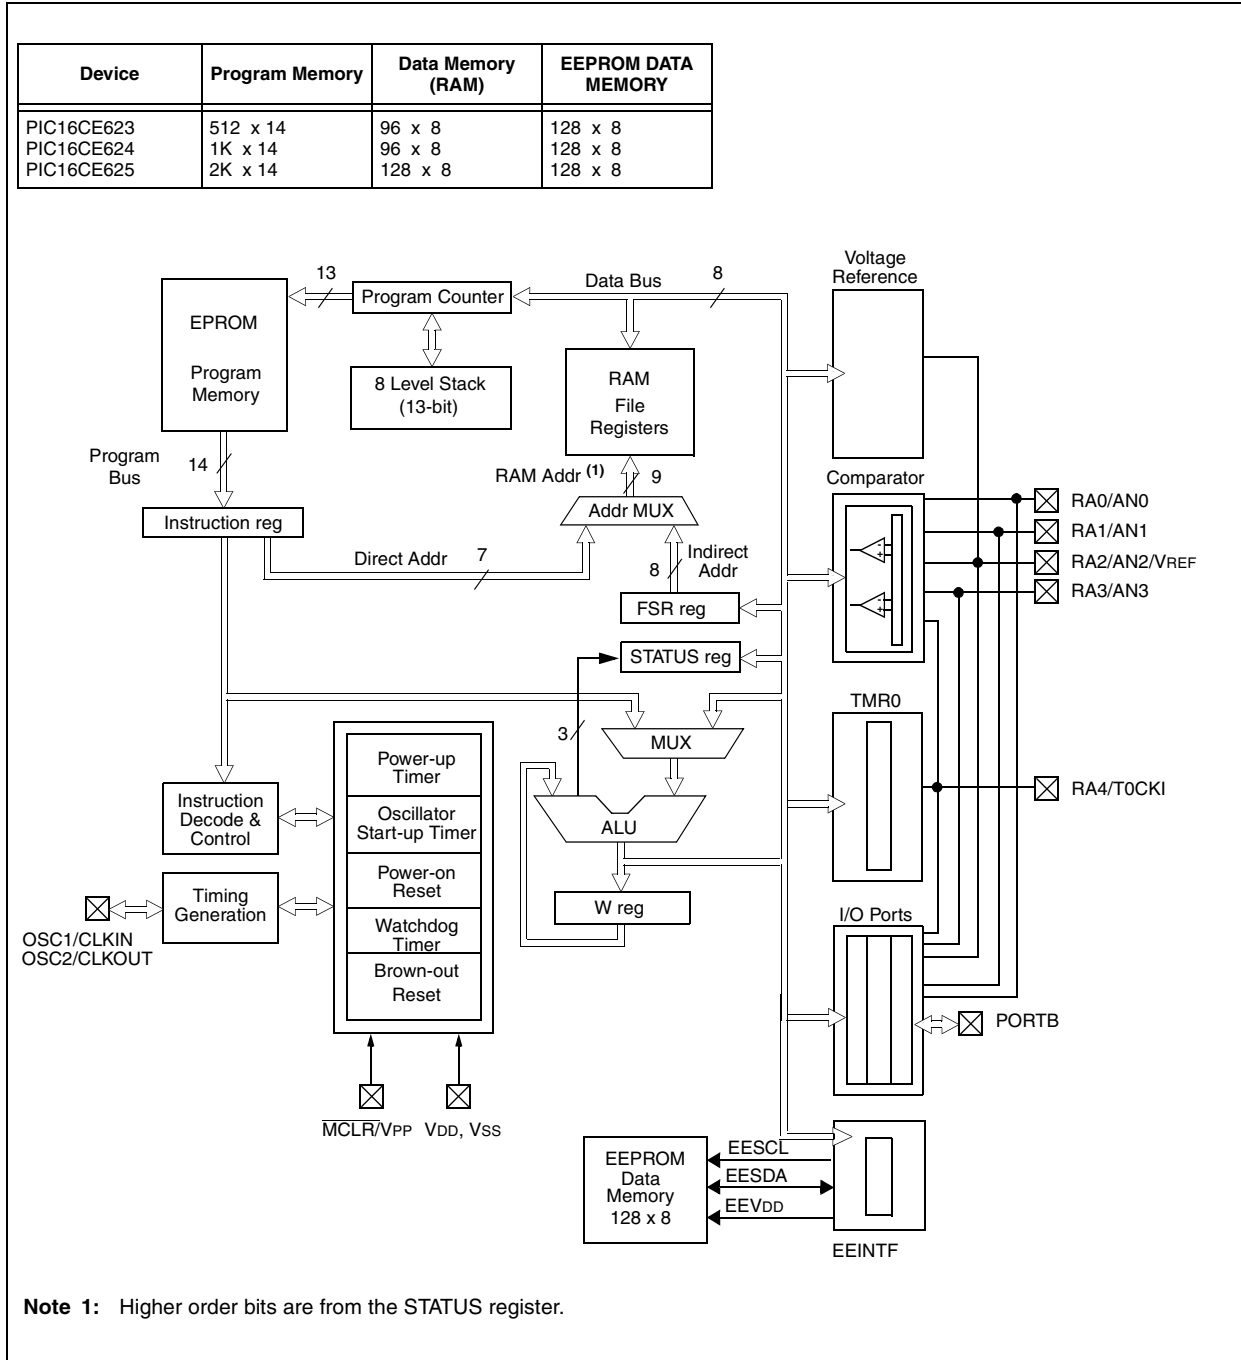 Device Program Memory Data Memory (RAM) EEPROM DATA MEMORY
PIC16CE623 512 x 14 96 x 8 128 x 8
PIC16CE624 1K x 14 96 x 8 128 x 8
PIC16CE625 2K x 14 128 x 8 128 x 8
Voltage
Reference
13
Data Bus
8
EPROM
Program
Memory
Program Counter
8 Level Stack
(13-bit)
RAM
File
Registers
Program
Bus
14
RAM Addr (1)
9
Comparator
Instruction reg
Addr MUX
Direct Addr
7
8
Indirect
Addr
FSR reg
STATUS reg
-
+
-
+
RA0/AN0
RA1/AN1
RA2/AN2/VREF
RA3/AN3
3
MUX
TMR0
Power-up
Timer
Oscillator
Start-up Timer
Power-on
Reset
Watchdog
Timer
Brown-out
Reset
Instruction
Decode &
Control
ALU
RA4/T0CKI
Timing
Generation
W reg
I/O Ports
OSC1/CLKIN
OSC2/CLKOUT
PORTB
MCLR/VPP VDD, VSS
EEPROM
Data
Memory
128 x 8
EESCL
EESDA
EEVDD
EEINTF
Note 1: Higher order bits are from the STATUS register.